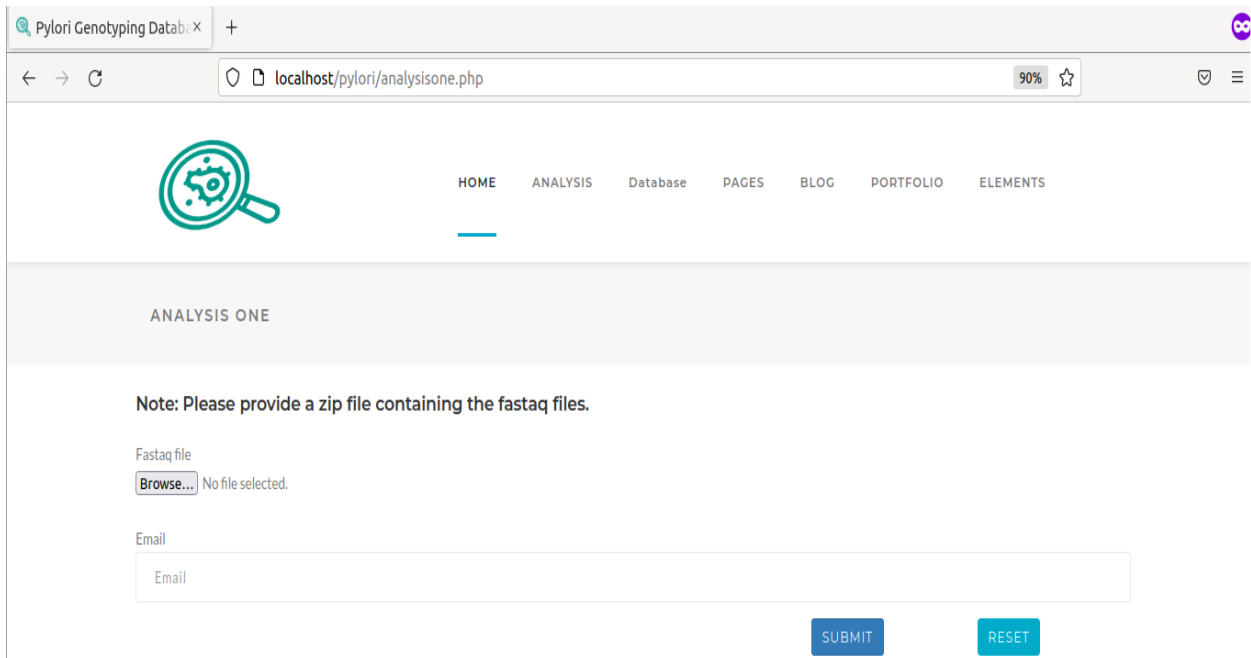 Pylori Genotyping Databa
localhost/pylori/analysisone.php 90%
HOME ANALYSIS Database PAGES BLOG PORTFOLIO ELEMENTS
ANALYSIS ONE
Note: Please provide a zip file containing the fastaq files.
Fastaq file
Browse... No file selected.
Email
Email
SUBMIT RESET